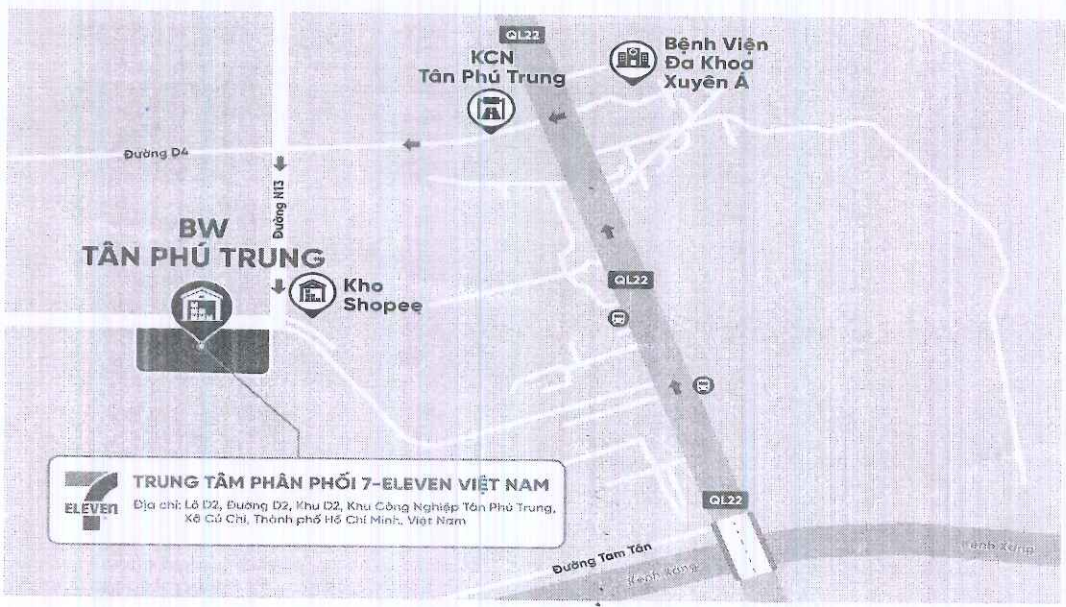 QL22
KCN
Tân Phú Trung
Bệnh Viện
Đa Khoa
Xuyên Á
Đường D4
Đường N13
BW
TÂN PHÚ TRUNG
Kho
Shopee
QL22
7
ELEVEN
TRUNG TÂM PHÂN PHỐI 7-ELEVEN VIỆT NAM
Địa chỉ: Lô D2, Đường D2, Khu D2, Khu Công Nghiệp Tân Phú Trung,
Xã Củ Chi, Thành phố Hồ Chí Minh, Việt Nam
QL22
Đường Tam Tân
Kênh Xáng
Kênh Xáng